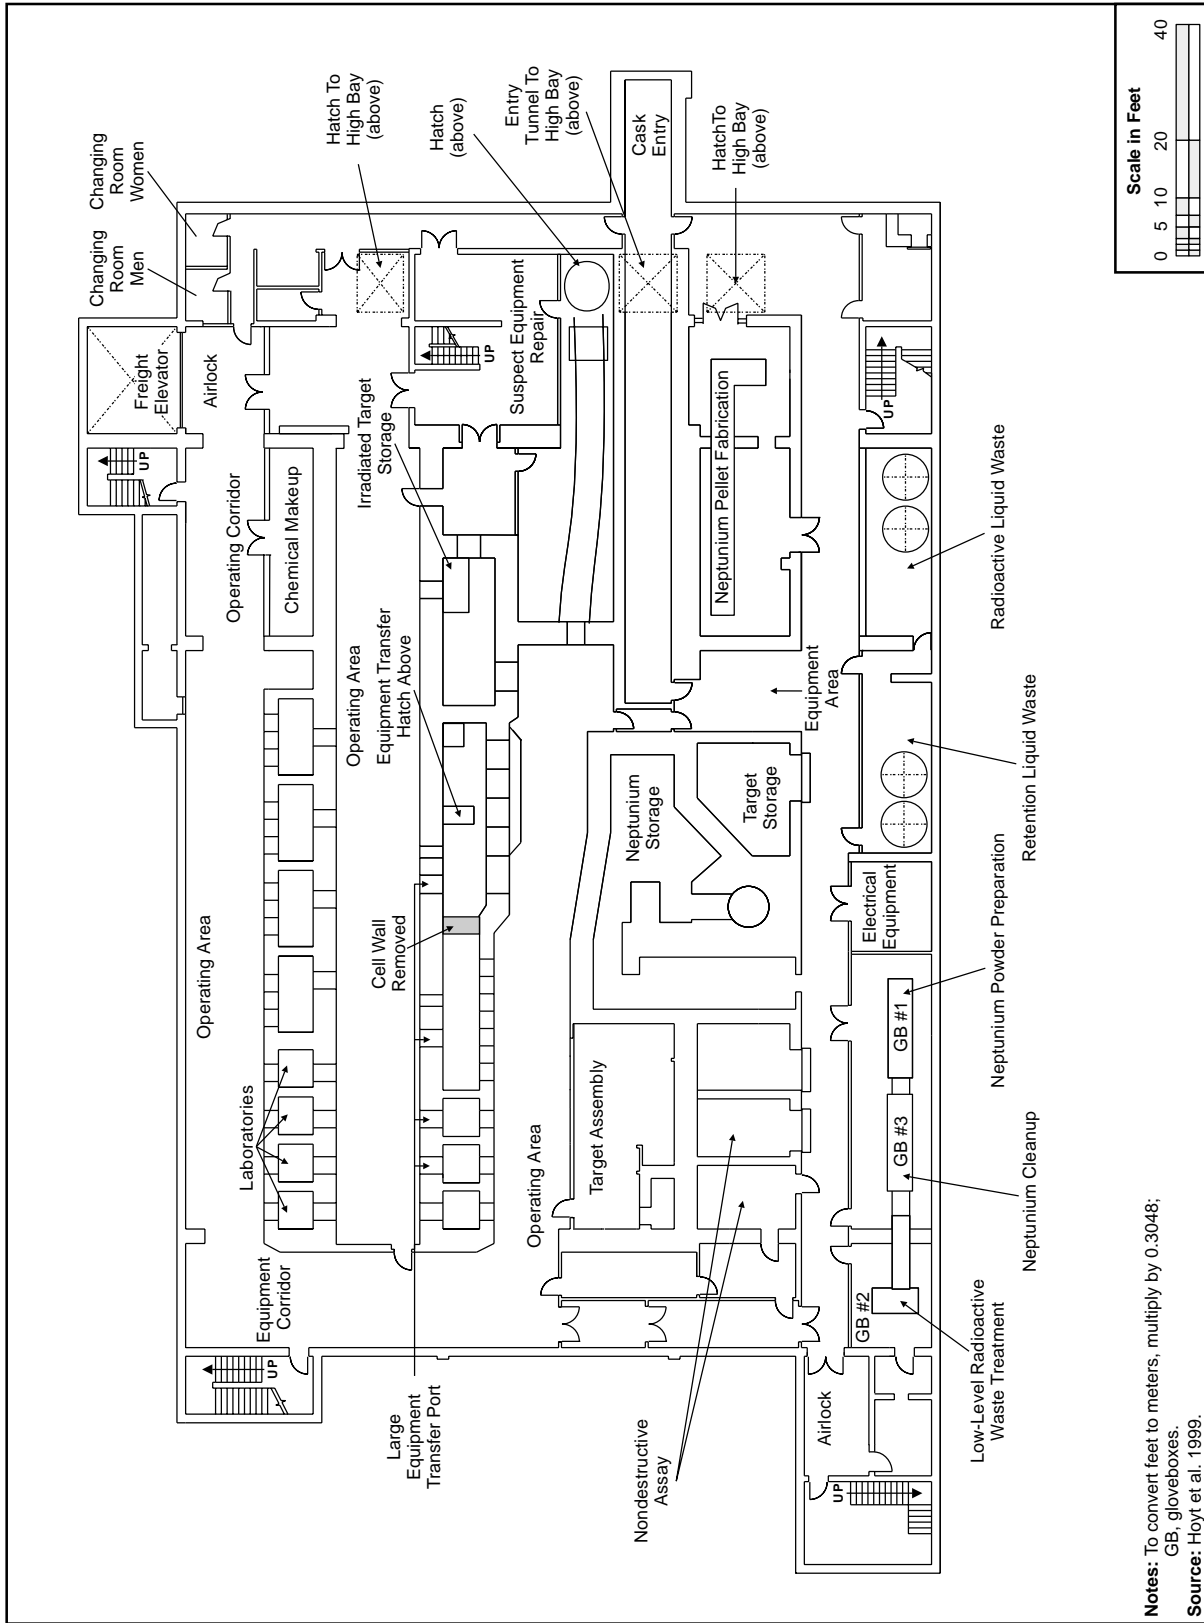 Changing
Room
Women
Changing
Room
Men
Hatch To
High Bay
(above)
Hatch
(above)
Entry
Tunnel To
High Bay
(above)
HatchTo
High Bay
(above)
Cask
Entry
Freight
Elevator
Airlock
UP
Operating Corridor
Chemical Makeup
UP
Suspect Equipment
Repair
Irradiated Target
Storage
Neptunium Pellet Fabrication
UP
Radioactive Liquid Waste
Operating Area
Operating Area
Equipment Transfer
Hatch Above
Equipment
Area
Retention Liquid Waste
Cell Wall
Removed
Neptunium
Storage
Target
Storage
Electrical
Equipment
Laboratories
Target Assembly
Operating Area
GB #1
GB #3
GB #2
Neptunium Powder Preparation
Neptunium Cleanup
Low-Level Radioactive
Waste Treatment
Equipment
Corridor
UP
Large
Equipment
Transfer Port
Nondestructive
Assay
Airlock
UP
Scale in Feet
0 5 10 20 40
Notes: To convert feet to meters, multiply by 0.3048;
GB, gloveboxes.
Source: Hoyt et al. 1999.